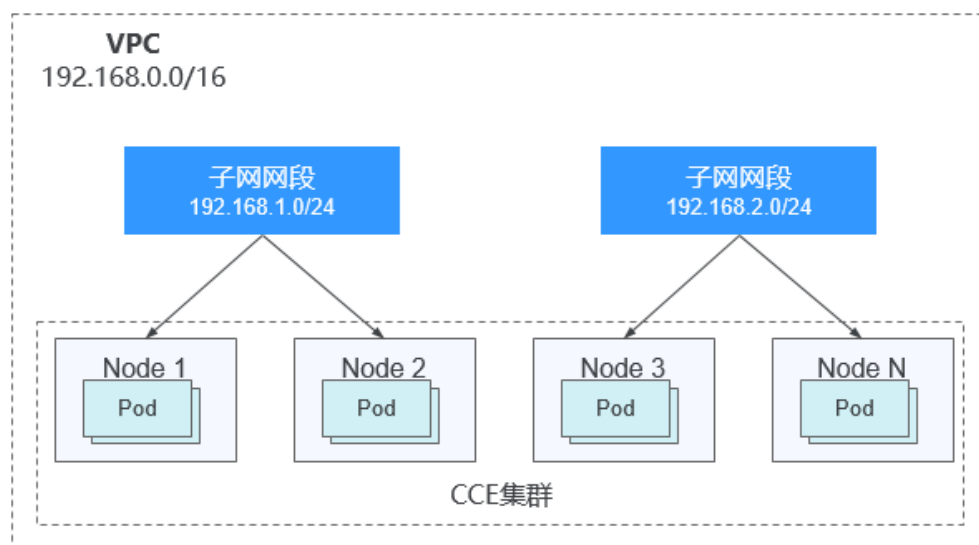 VPC
192.168.0.0/16
子网网段
192.168.1.0/24
子网网段
192.168.2.0/24
Node 1
Pod
Node 2
Pod
Node 3
Pod
Node N
Pod
CCE集群